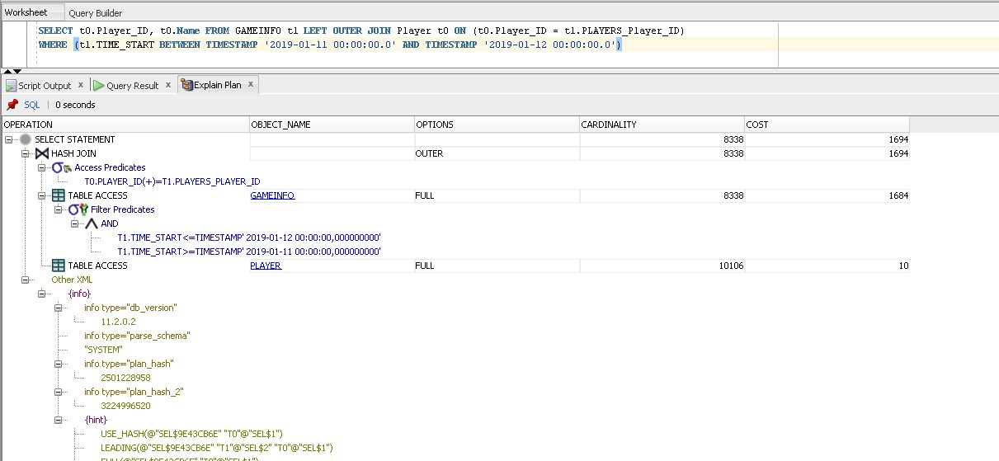 Worksheet Query Builder
SELECT t0.Player_ID, t0.Name FROM GAMEINFO t1 LEFT OUTER JOIN Player t0 ON (t0.Player_ID = t1.PLAYERS_Player_ID)
WHERE (t1.TIME_START BETWEEN TIMESTAMP '2019-01-11 00:00:00.0' AND TIMESTAMP '2019-01-12 00:00:00.0')
Script Output x Query Result x Explain Plan x
SQL | 0 seconds
OPERATION OBJECT_NAME OPTIONS CARDINALITY COST
SELECT STATEMENT 8338 1694
HASH JOIN OUTER 8338 1694
Access Predicates
T0.PLAYER_ID(+)=T1.PLAYERS_PLAYER_ID
TABLE ACCESS GAMEINFO FULL 8338 1684
Filter Predicates
AND
T1.TIME_START<=TIMESTAMP' 2019-01-12 00:00:00,000000000'
T1.TIME_START>=TIMESTAMP' 2019-01-11 00:00:00,000000000'
TABLE ACCESS PLAYER FULL 10106 10
Other XML
{info}
info type="db_version"
11.2.0.2
info type="parse_schema"
"SYSTEM"
info type="plan_hash"
2501228958
info type="plan_hash_2"
3224996520
{hint}
USE_HASH(@"SEL$9E43CB6E" "T0"@"SEL$1")
LEADING(@"SEL$9E43CB6E" "T1"@"SEL$2" "T0"@"SEL$1")